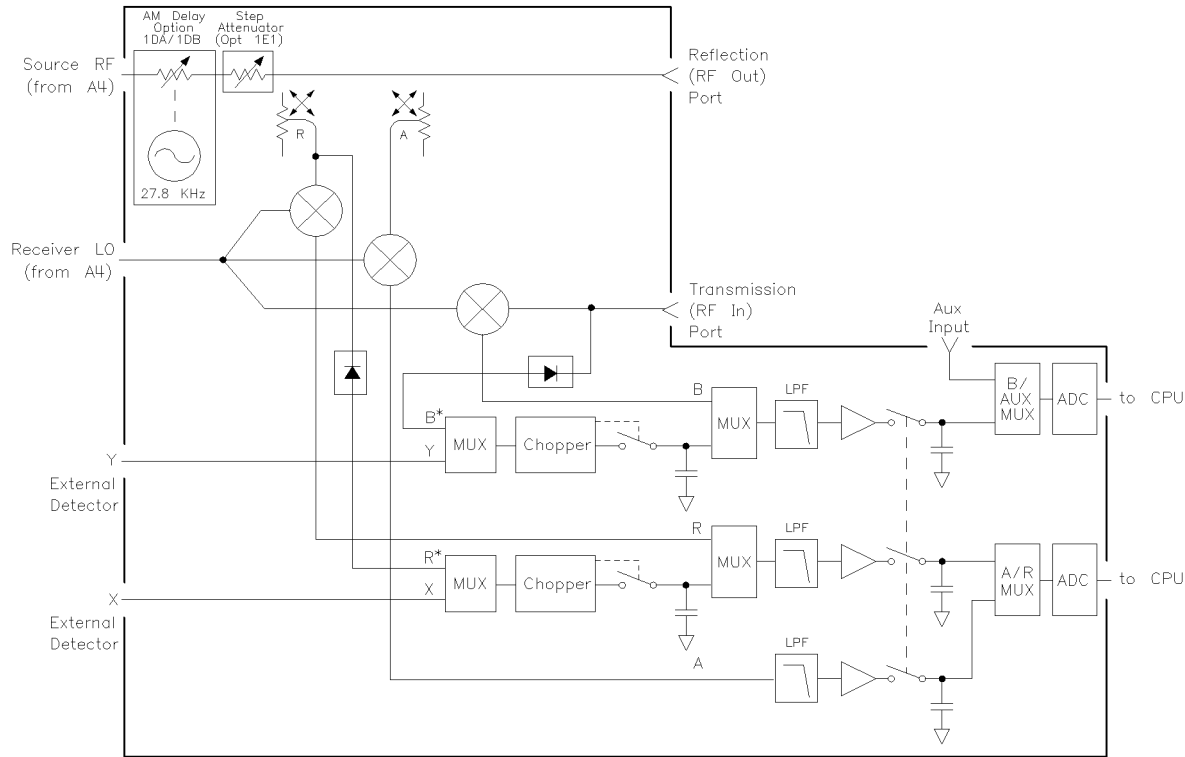 AM Delay
Option
1DA/1DB
Step
Attenuator
(Opt 1E1)
Source RF
(from A4)
Reflection
(RF Out)
Port
R
A
27.8 KHz
Receiver LO
(from A4)
Transmission
(RF In)
Port
Aux
Input
B
LPF
B/
AUX
MUX
ADC
to CPU
B*
MUX
Chopper
MUX
Y
Y
External
Detector
R
LPF
R*
MUX
Chopper
MUX
A/R
MUX
ADC
to CPU
X
X
External
Detector
A
LPF